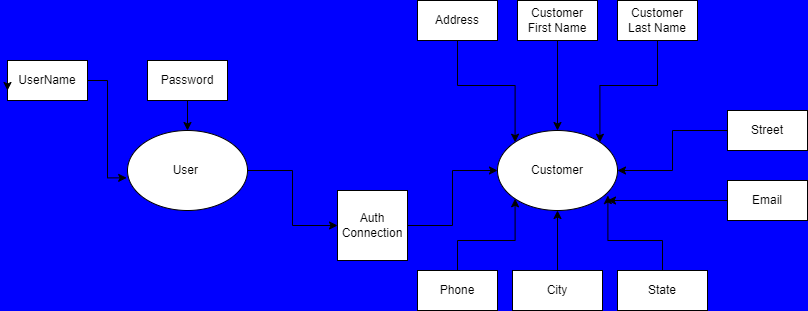 Address
Customer
First Name
Customer
Last Name
UserName
Password
Street
User
Customer
Email
Auth
Connection
Phone
City
State